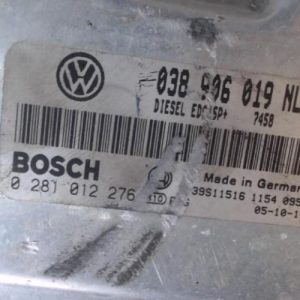 038 906 019 NL
DIESEL EDC15P+ 7458
BOSCH
0 281 012 276
Made in German
39S11516 1154 095
05-10-1